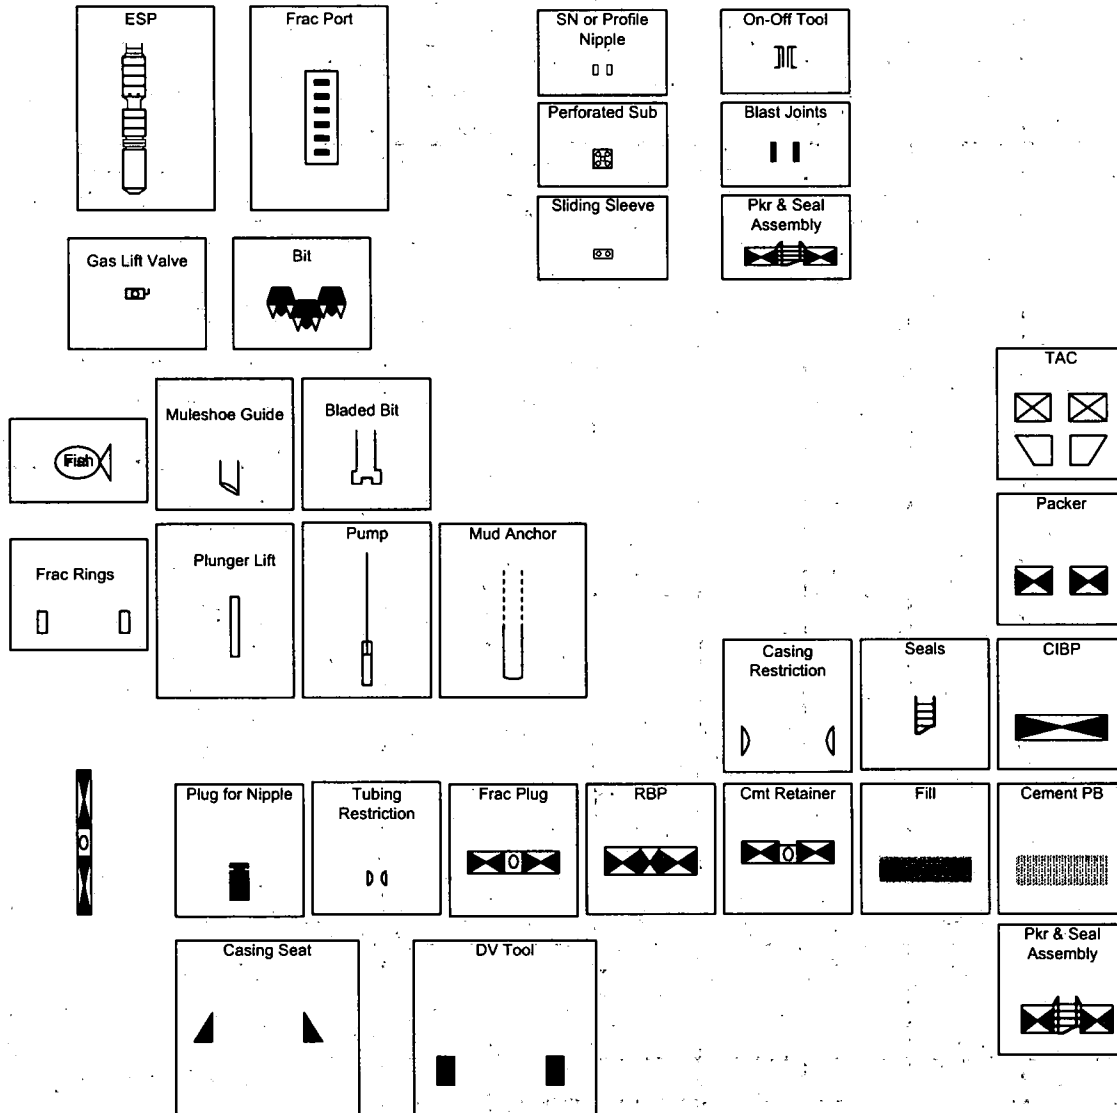 ESP
Frac Port
SN or Profile
Nipple
On-Off Tool
Perforated Sub
Blast Joints
Sliding Sleeve
Pkr & Seal
Assembly
Gas Lift Valve
Bit
TAC
Muleshoe Guide
Bladed Bit
Fish
Packer
Frac Rings
Plunger Lift
Pump
Mud Anchor
Casing
Restriction
Seals
CIBP
Plug for Nipple
Tubing
Restriction
Frac Plug
RBP
Cmt Retainer
Fill
Cement PB
Casing Seat
DV Tool
Pkr & Seal
Assembly